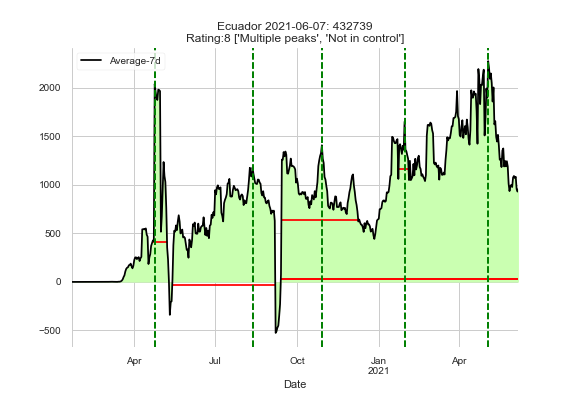 Ecuador 2021-06-07: 432739
Rating:8 ['Multiple peaks', 'Not in control']
Average-7d
2000
1500
1000
500
0
−500
Apr
Jul
Oct
Jan
2021
Apr
Date